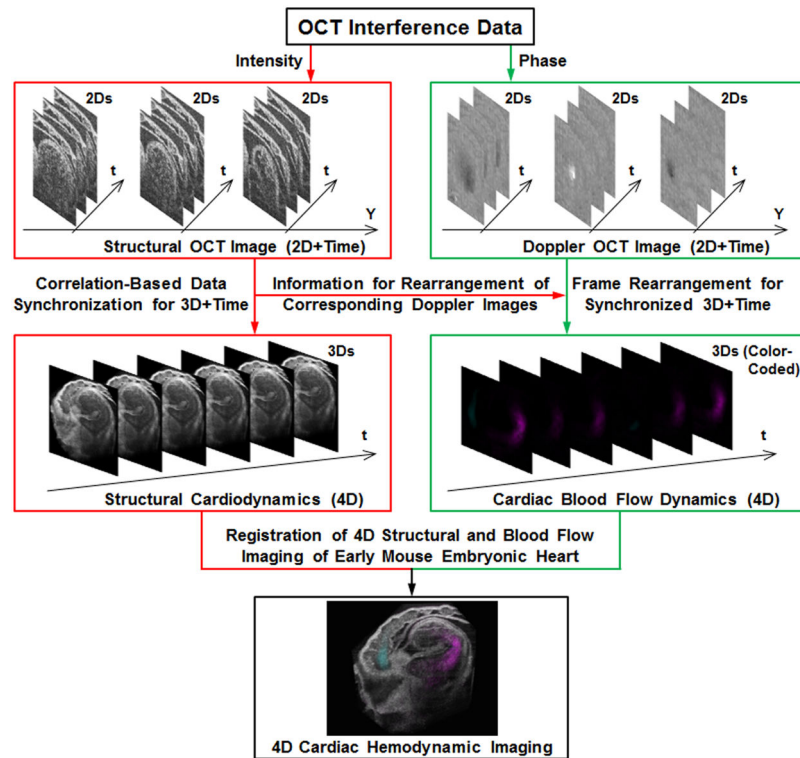 OCT Interference Data
Intensity
Phase
2Ds
2Ds
2Ds
t
t
t
Y
Structural OCT Image (2D+Time)
2Ds
2Ds
2Ds
t
t
t
Y
Doppler OCT Image (2D+Time)
Correlation-Based Data
Synchronization for 3D+Time
Information for Rearrangement of
Corresponding Doppler Images
Frame Rearrangement for
Synchronized 3D+Time
3Ds
t
Structural Cardiodynamics (4D)
3Ds (Color-
Coded)
t
Cardiac Blood Flow Dynamics (4D)
Registration of 4D Structural and Blood Flow
Imaging of Early Mouse Embryonic Heart
4D Cardiac Hemodynamic Imaging